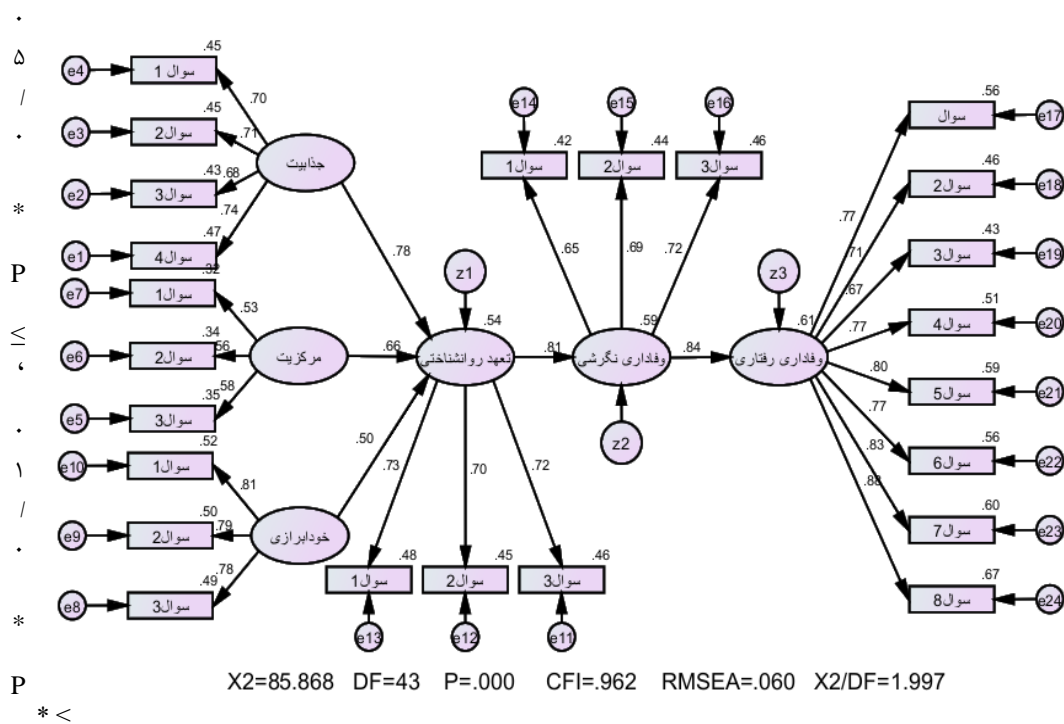 ۰
۵
/
۰
*
P
≤
،
۰
۱
/
۰
*
P
* <
e4 سوال 1 .45
e3 سوال2 .45
e2 سوال3 .43
e1 سوال4 .47
.70
.71
.68
.74
جذابیت
.78
e7 سوال1 .32
e6 سوال2 .34
e5 سوال3 .35
.53
.56
.58
مرکزیت
.66
e10 سوال1 .52
e9 سوال2 .50
e8 سوال3 .49
.81
.79
.78
خودابرازی
.50
z1
.54
تعهد روانشناختی
.73
.70
.72
سوال1 .48
سوال2 .45
سوال3 .46
e13
e12
e11
.81
e14
e15
e16
سوال1 .42
سوال2 .44
سوال3 .46
.65
.69
.72
.59
وفاداری نگرشی
z2
.84
z3
.61
وفاداری رفتاری
.77
.71
.67
.77
.80
.77
.83
.88
سوال .56 e17
سوال2 .46 e18
سوال3 .43 e19
سوال4 .51 e20
سوال5 .59 e21
سوال6 .56 e22
سوال7 .60 e23
سوال8 .67 e24
X2=85.868 DF=43 P=.000 CFI=.962 RMSEA=.060 X2/DF=1.997